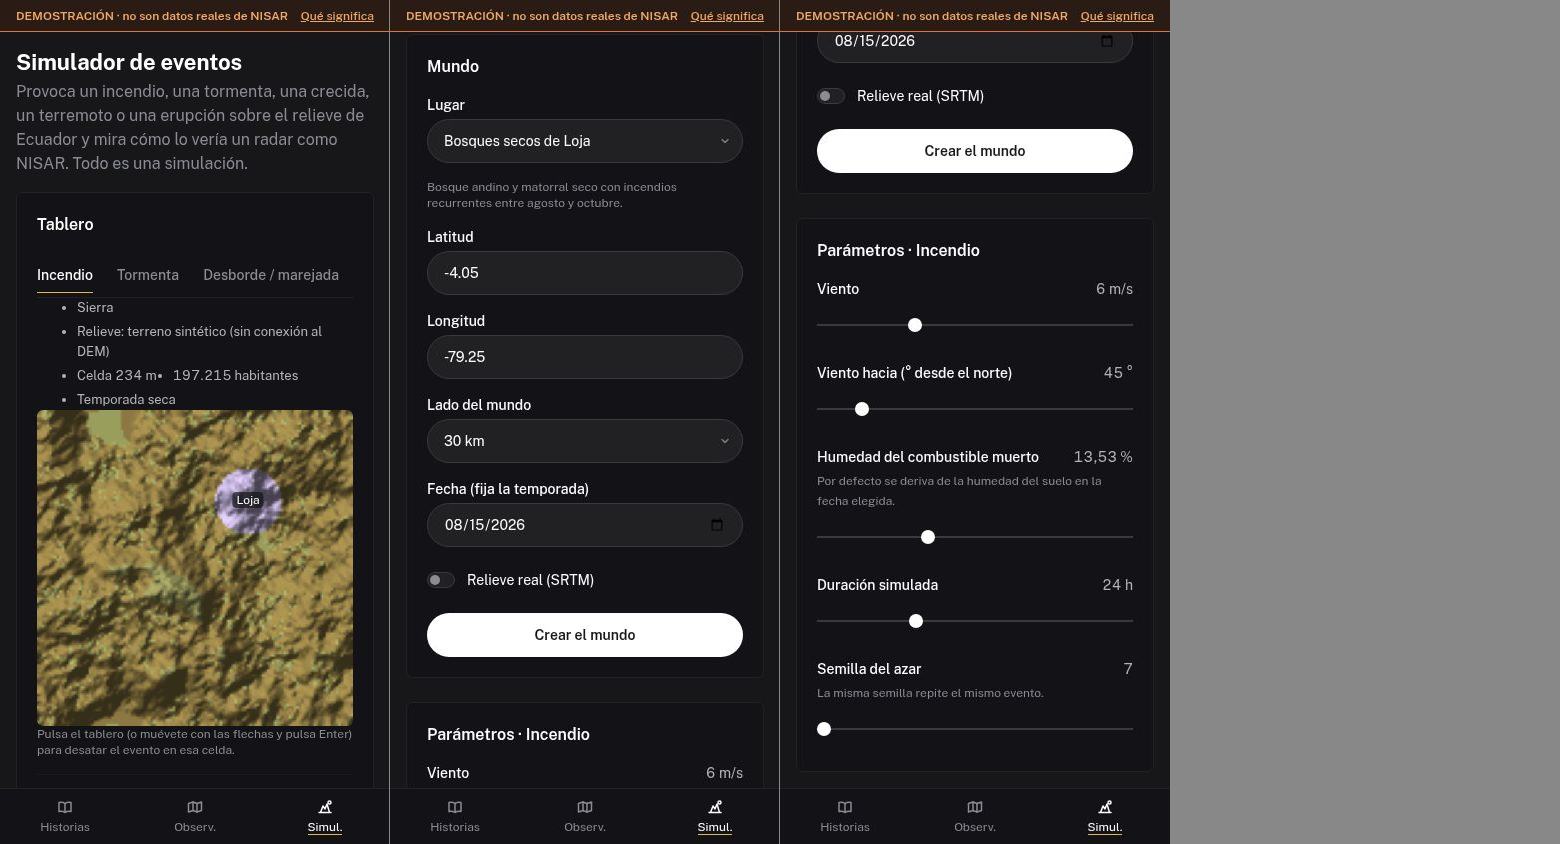 DEMOSTRACIÓN · no son datos reales de NISAR Qué significa
Simulador de eventos
Provoca un incendio, una tormenta, una crecida,
un terremoto o una erupción sobre el relieve de
Ecuador y mira cómo lo vería un radar como
NISAR. Todo es una simulación.
Tablero
Incendio Tormenta Desborde / marejada
• Sierra
• Relieve: terreno sintético (sin conexión al
DEM)
• Celda 234 m• 197.215 habitantes
• Temporada seca
Loja
Pulsa el tablero (o muévete con las flechas y pulsa Enter)
para desatar el evento en esa celda.
Historias Observ. Simul.
DEMOSTRACIÓN · no son datos reales de NISAR Qué significa
Mundo
Lugar
Bosques secos de Loja
Bosque andino y matorral seco con incendios
recurrentes entre agosto y octubre.
Latitud
-4.05
Longitud
-79.25
Lado del mundo
30 km
Fecha (fija la temporada)
08/15/2026
Relieve real (SRTM)
Crear el mundo
Parámetros · Incendio
Viento 6 m/s
Historias Observ. Simul.
DEMOSTRACIÓN · no son datos reales de NISAR Qué significa
08/15/2026
Relieve real (SRTM)
Crear el mundo
Parámetros · Incendio
Viento 6 m/s
Viento hacia (° desde el norte) 45 °
Humedad del combustible muerto 13,53 %
Por defecto se deriva de la humedad del suelo en la
fecha elegida.
Duración simulada 24 h
Semilla del azar 7
La misma semilla repite el mismo evento.
Historias Observ. Simul.